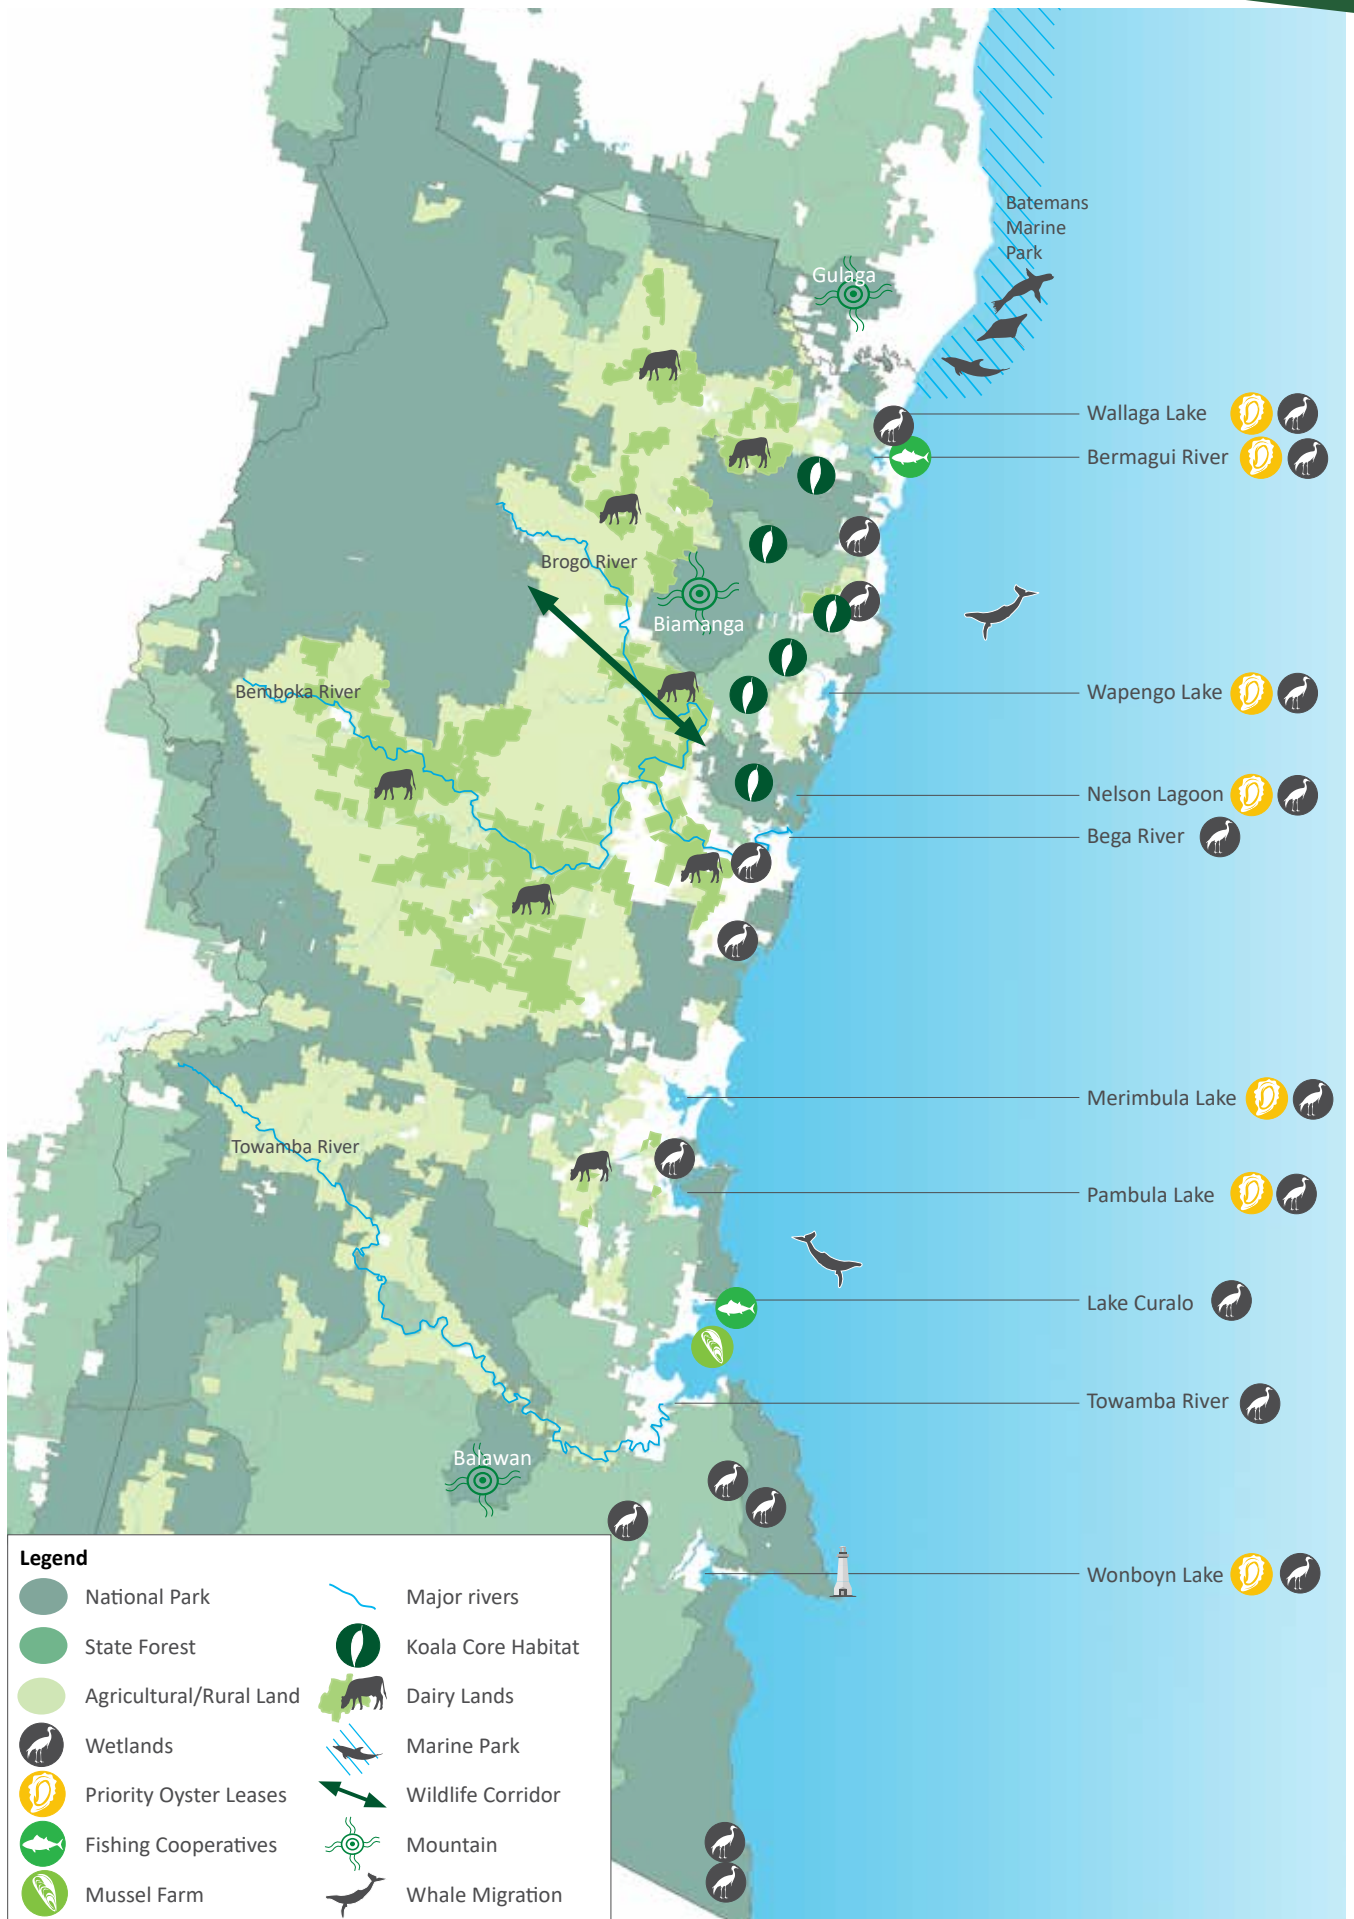 Batemans
Marine
Park
Gulaga
Wallaga Lake
Bermagui River
Brogo River
Biamanga
Bemboka River
Wapengo Lake
Nelson Lagoon
Bega River
Merimbula Lake
Towamba River
Pambula Lake
Lake Curalo
Towamba River
Balawan
Wonboyn Lake
Legend
National Park
Major rivers
State Forest
Koala Core Habitat
Agricultural/Rural Land
Dairy Lands
Wetlands
Marine Park
Priority Oyster Leases
Wildlife Corridor
Fishing Cooperatives
Mountain
Mussel Farm
Whale Migration